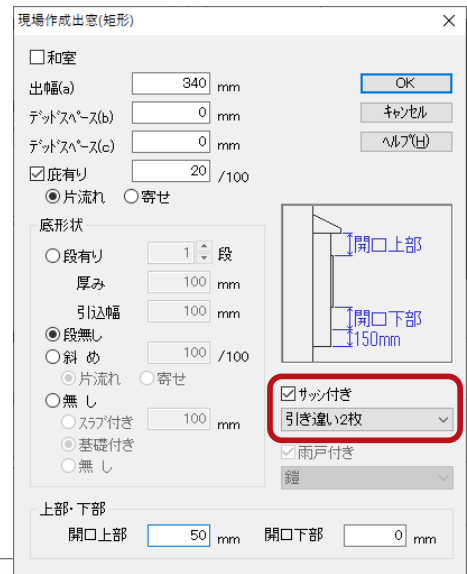 現場作成出窓(矩形)
和室
出幅(a) 340 mm
デッドスペース(b) 0 mm
デッドスペース(c) 0 mm
庇有り 20 /100
片流れ 寄せ
OK
キャンセル
ヘルプ(H)
底形状
段有り 1 段
厚み 100 mm
引込幅 100 mm
段無し
斜 め 100 /100
片流れ 寄せ
無 し
スラブ付き 100 mm
基礎付き
無 し
開口上部
開口下部
150mm
サッシ付き
引き違い2枚
雨戸付き
鎧
上部・下部
開口上部 50 mm 開口下部 0 mm